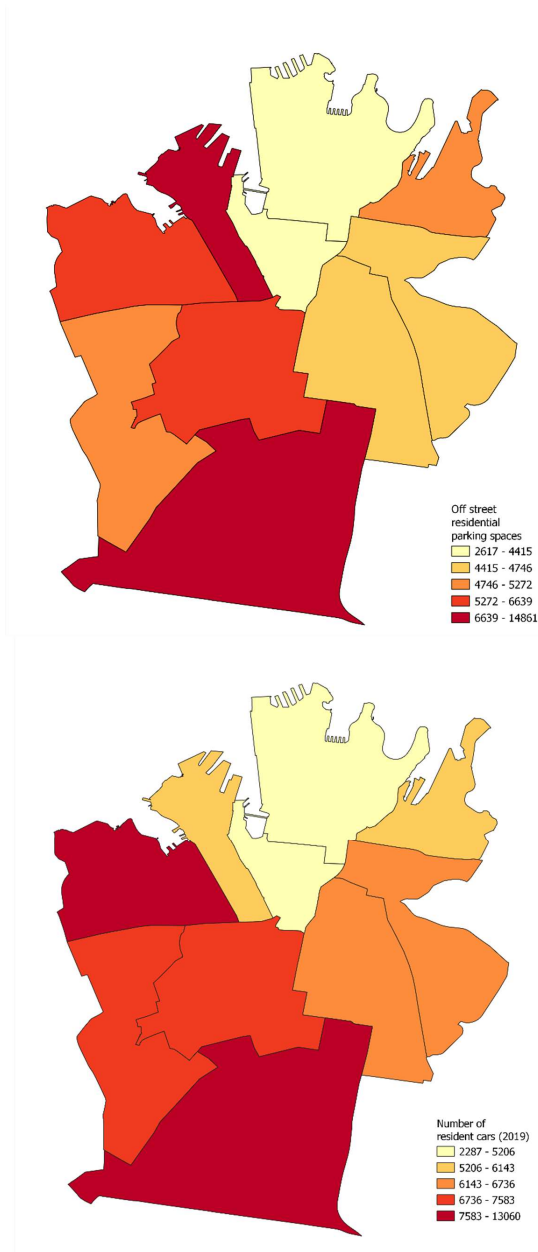 Off street
residential
parking spaces
2617 - 4415
4415 - 4746
4746 - 5272
5272 - 6639
6639 - 14861
Number of
resident cars (2019)
2287 - 5206
5206 - 6143
6143 - 6736
6736 - 7583
7583 - 13060